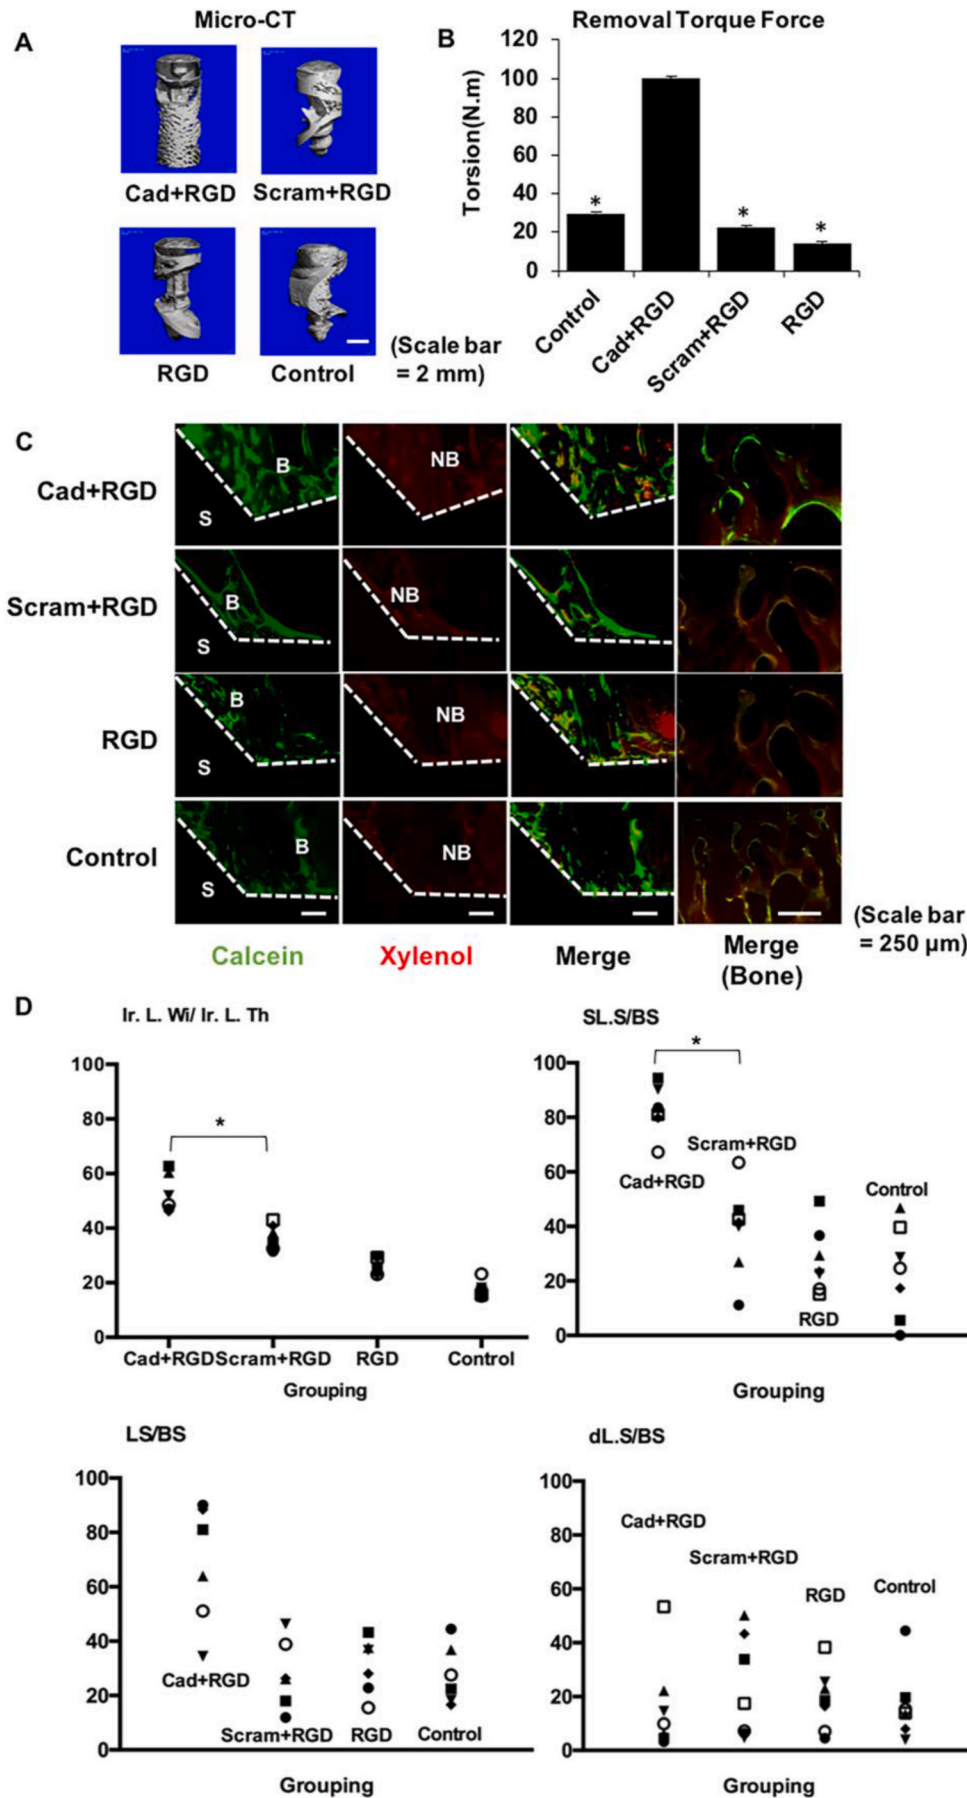 A
Micro-CT
Cad+RGD
Scram+RGD
RGD
Control
(Scale bar
= 2 mm)
B
Removal Torque Force
Torsion(N.m)
120
100
80
60
40
20
0
*
*
*
Control
Cad+RGD
Scram+RGD
RGD
C
Cad+RGD
B
S
NB
Scram+RGD
B
S
NB
RGD
B
S
NB
Control
B
S
NB
Calcein
Xylenol
Merge
Merge
(Bone)
(Scale bar
= 250 μm)
D
Ir. L. Wi/ Ir. L. Th
100
80
60
40
20
0
*
Cad+RGD
Scram+RGD
RGD
Control
Grouping
SL.S/BS
100
80
60
40
20
0
*
Cad+RGD
Scram+RGD
RGD
Control
Grouping
LS/BS
100
80
60
40
20
0
Cad+RGD
Scram+RGD
RGD
Control
Grouping
dL.S/BS
100
80
60
40
20
0
Cad+RGD
Scram+RGD
RGD
Control
Grouping